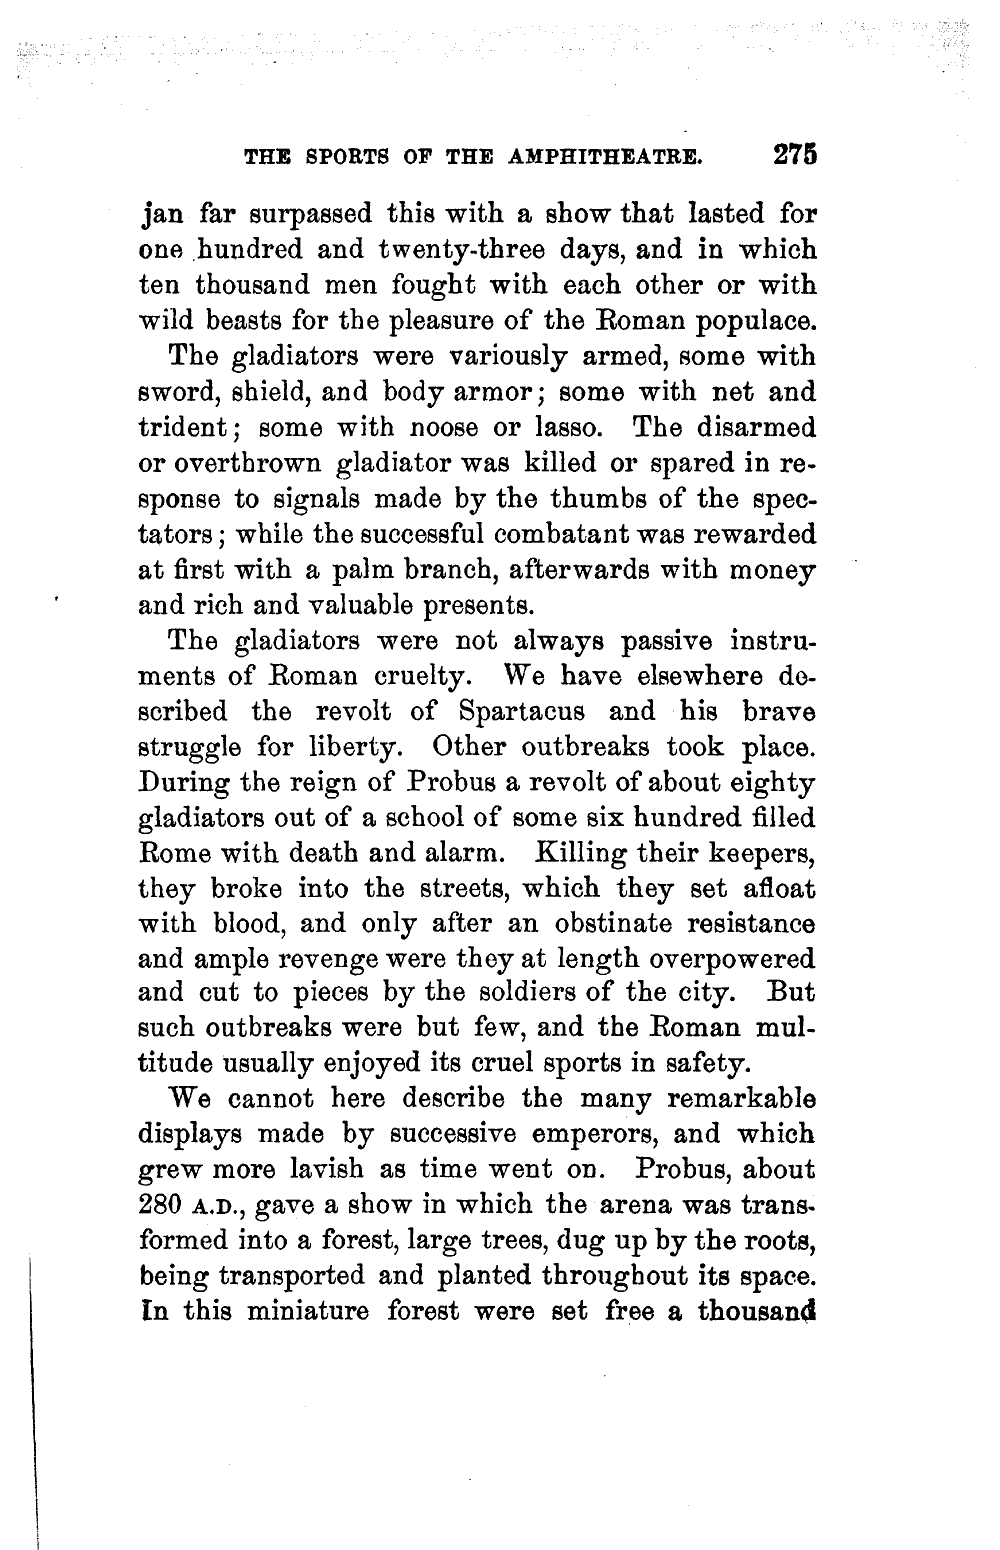 THE SPORTS OF THE AMPHITHEATRE. 275
jan far surpassed this with a show that lasted for
one hundred and twenty-three days, and in which
ten thousand men fought with each other or with
wild beasts for the pleasure of the Roman populace.
The gladiators were variously armed, some with
sword, shield, and body armor; some with net and
trident; some with noose or lasso. The disarmed
or overthrown gladiator was killed or spared in re-
sponse to signals made by the thumbs of the spec-
tators; while the successful combatant was rewarded
at first with a palm branch, afterwards with money
and rich and valuable presents.
The gladiators were not always passive instru-
ments of Roman cruelty. We have elsewhere de-
scribed the revolt of Spartacus and his brave
struggle for liberty. Other outbreaks took place.
During the reign of Probus a revolt of about eighty
gladiators out of a school of some six hundred filled
Rome with death and alarm. Killing their keepers,
they broke into the streets, which they set afloat
with blood, and only after an obstinate resistance
and ample revenge were they at length overpowered
and cut to pieces by the soldiers of the city. But
such outbreaks were but few, and the Roman mul-
titude usually enjoyed its cruel sports in safety.
We cannot here describe the many remarkable
displays made by successive emperors, and which
grew more lavish as time went on. Probus, about
280 A.D., gave a show in which the arena was trans-
formed into a forest, large trees, dug up by the roots,
being transported and planted throughout its space.
In this miniature forest were set free a thousand